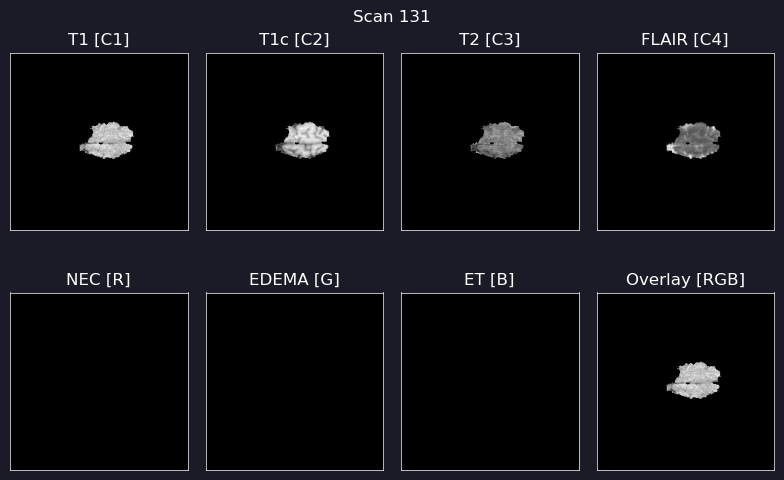 Scan 131
T1 [C1]
T1c [C2]
T2 [C3]
FLAIR [C4]
NEC [R]
EDEMA [G]
ET [B]
Overlay [RGB]